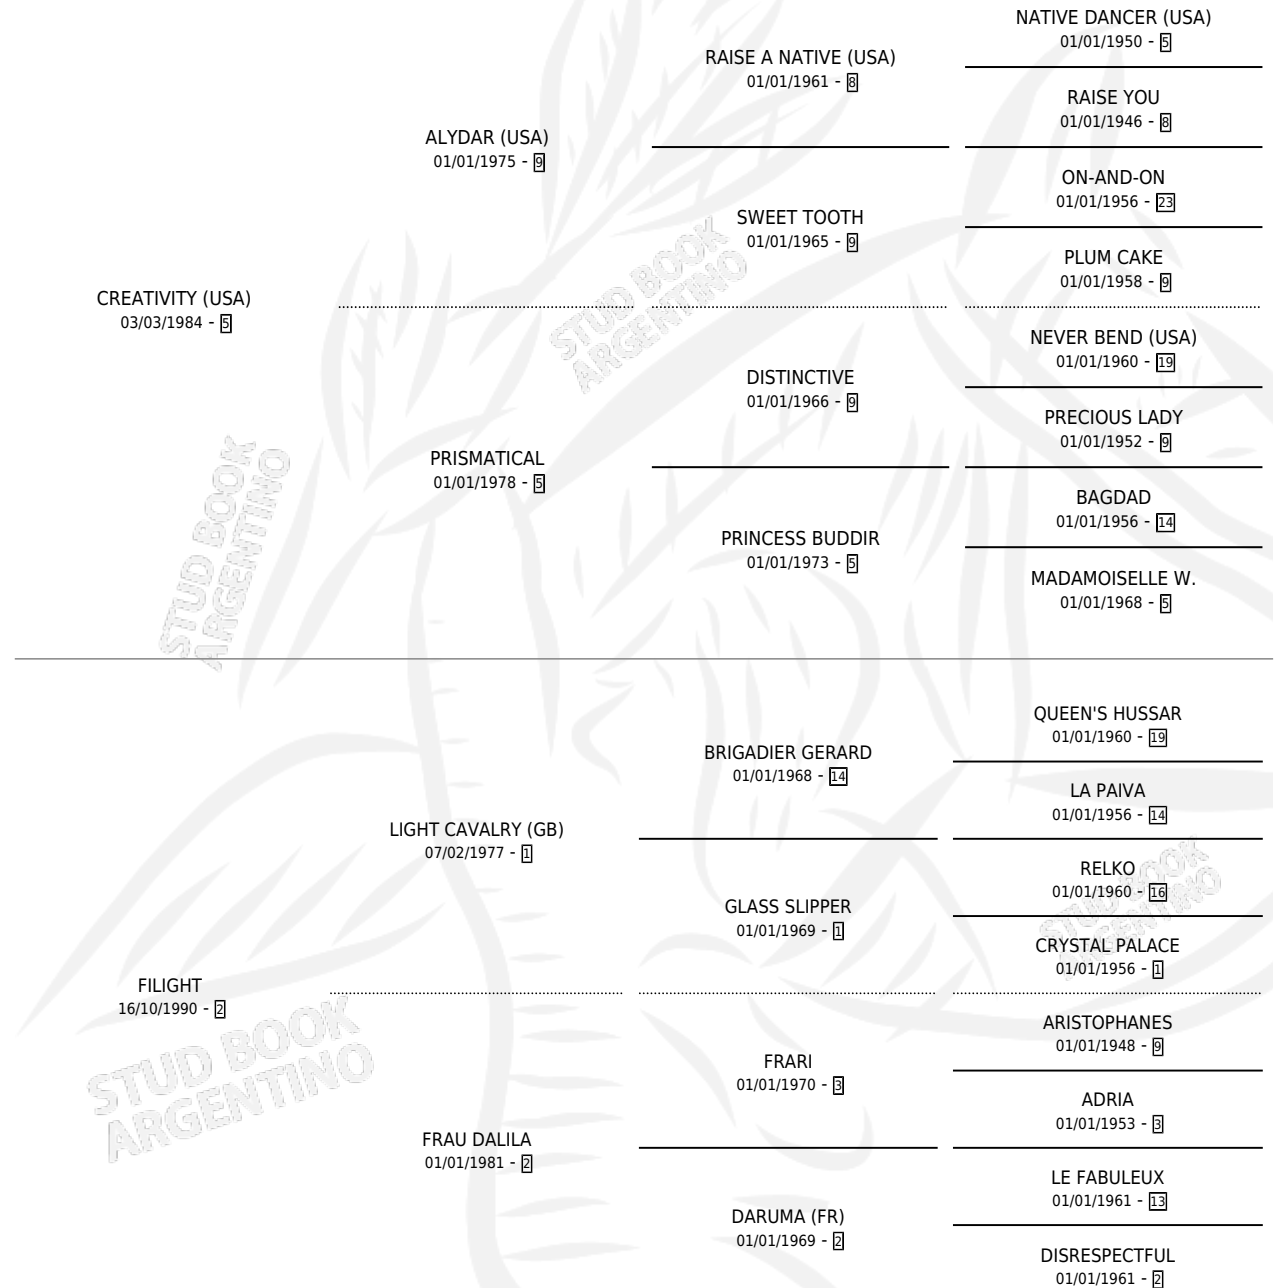 NATIVE DANCER (USA)
01/01/1950 - 5
RAISE A NATIVE (USA)
01/01/1961 - 8
RAISE YOU
01/01/1946 - 8
ALYDAR (USA)
01/01/1975 - 9
ON-AND-ON
01/01/1956 - 23
SWEET TOOTH
01/01/1965 - 9
PLUM CAKE
01/01/1958 - 9
CREATIVITY (USA)
03/03/1984 - 5
STUD BOOK
ARGENTINO
NEVER BEND (USA)
01/01/1960 - 19
DISTINCTIVE
01/01/1966 - 9
PRECIOUS LADY
01/01/1952 - 9
PRISMATICAL
01/01/1978 - 5
BAGDAD
01/01/1956 - 14
PRINCESS BUDDIR
01/01/1973 - 5
MADAMOISELLE W.
01/01/1968 - 5
STUD BOOK
ARGENTINO
QUEEN'S HUSSAR
01/01/1960 - 19
BRIGADIER GERARD
01/01/1968 - 14
LA PAIVA
01/01/1956 - 14
LIGHT CAVALRY (GB)
07/02/1977 - 1
RELKO
01/01/1960 - 16
STUD BOOK
ARGENTINO
GLASS SLIPPER
01/01/1969 - 1
CRYSTAL PALACE
01/01/1956 - 1
FILIGHT
16/10/1990 - 2
STUD BOOK
ARGENTINO
ARISTOPHANES
01/01/1948 - 9
FRARI
01/01/1970 - 3
ADRIA
01/01/1953 - 3
FRAU DALILA
01/01/1981 - 2
LE FABULEUX
01/01/1961 - 13
DARUMA (FR)
01/01/1969 - 2
DISRESPECTFUL
01/01/1961 - 2